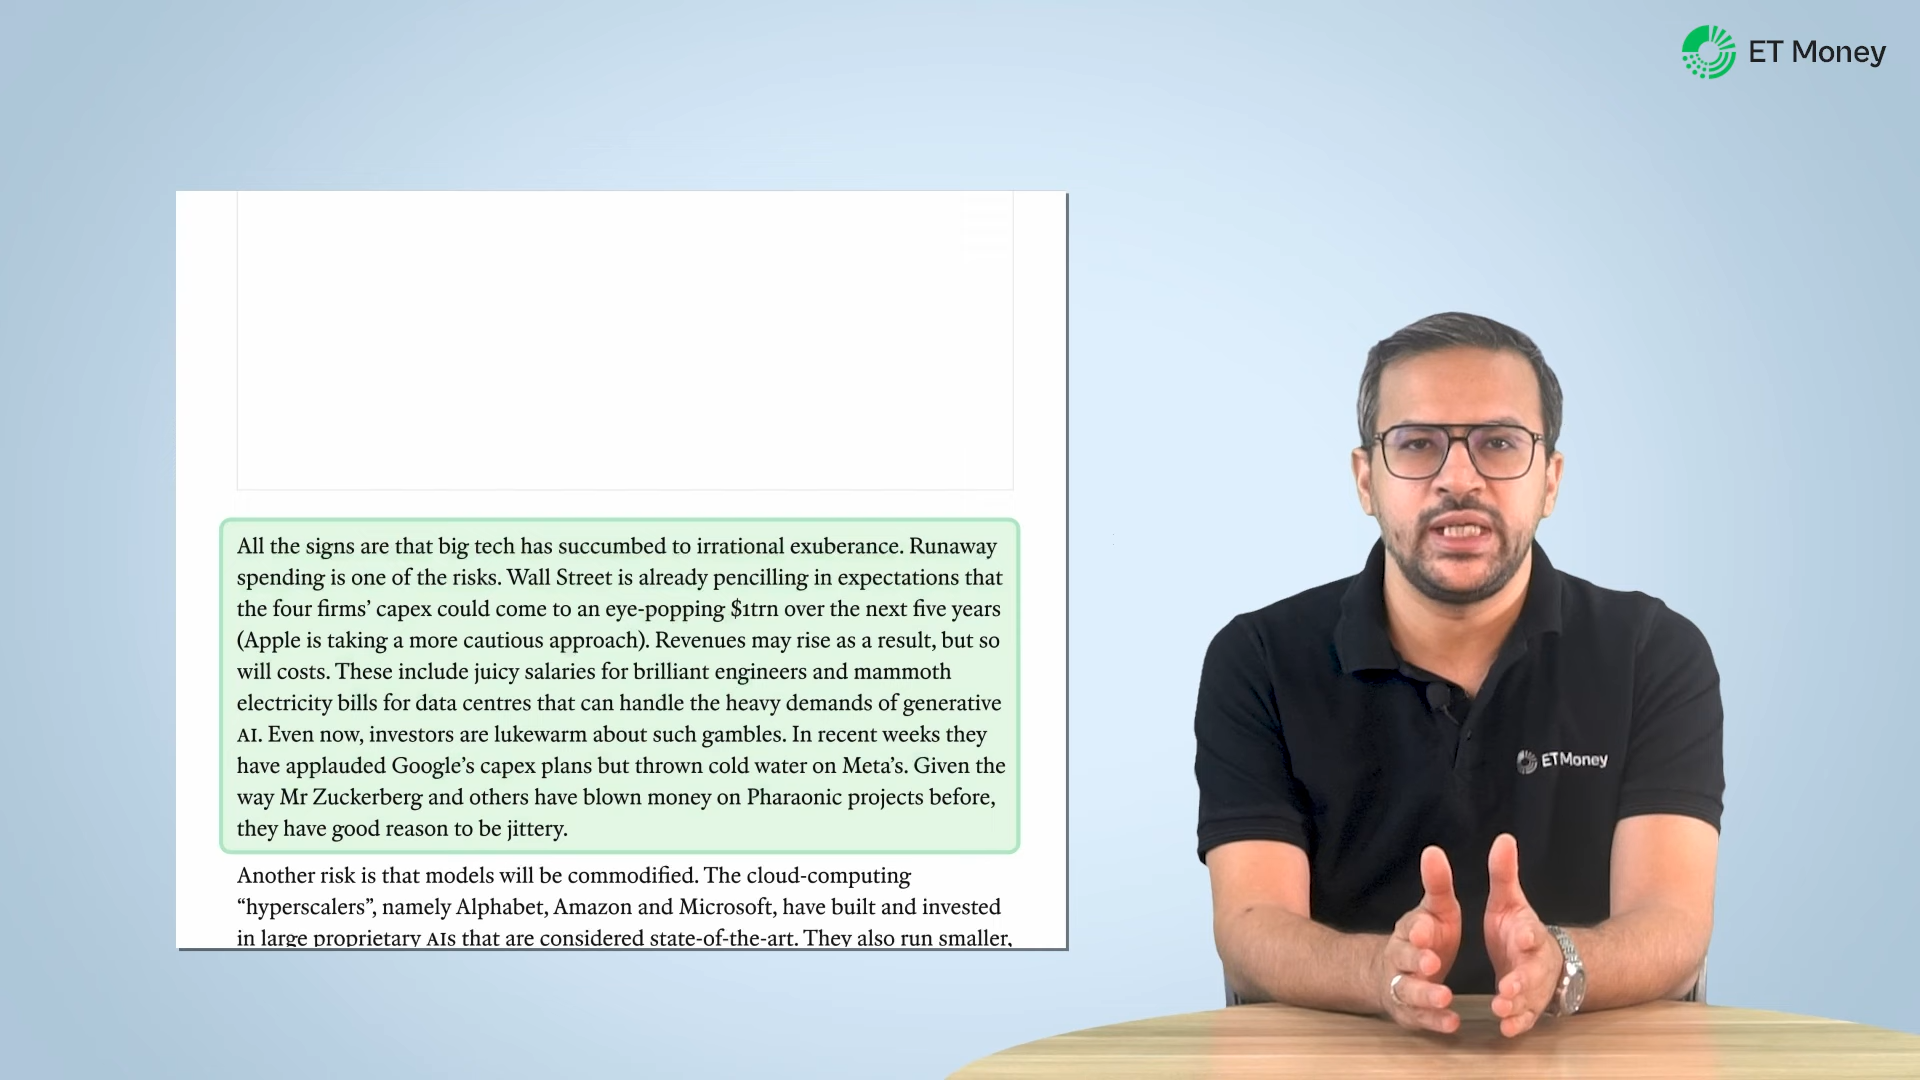 ET Money
All the signs are that big tech has succumbed to irrational exuberance. Runaway
spending is one of the risks. Wall Street is already pencilling in expectations that
the four firms’ capex could come to an eye-popping $1trn over the next five years
(Apple is taking a more cautious approach). Revenues may rise as a result, but so
will costs. These include juicy salaries for brilliant engineers and mammoth
electricity bills for data centres that can handle the heavy demands of generative
AI. Even now, investors are lukewarm about such gambles. In recent weeks they
have applauded Google’s capex plans but thrown cold water on Meta’s. Given the
way Mr Zuckerberg and others have blown money on Pharaonic projects before,
they have good reason to be jittery.
Another risk is that models will be commodified. The cloud-computing
“hyperscalers”, namely Alphabet, Amazon and Microsoft, have built and invested
in large proprietary AIs that are considered state-of-the-art. They also run smaller,
ETMoney